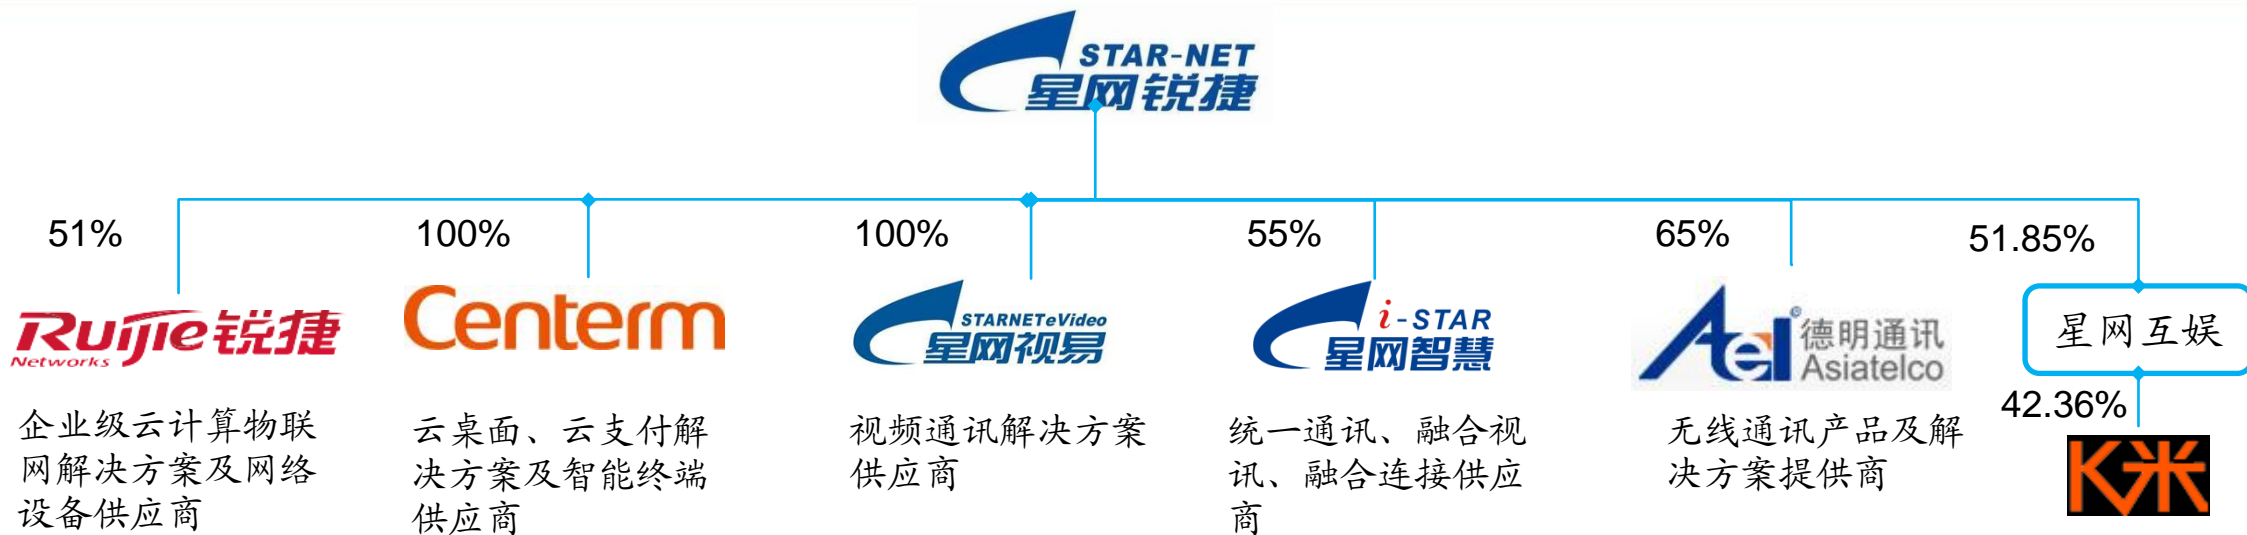 STAR-NET
星网锐捷
51%
100%
100%
55%
65%
51.85%
Ruijie锐捷
Networks
Centerm
STARNETeVideo
星网视易
i-STAR
星网智慧
Ael®德明通讯
Asiatelco
星网互娱
42.36%
K米
企业级云计算物联
网解决方案及网络
设备供应商
云桌面、云支付解
决方案及智能终端
供应商
视频通讯解决方案
供应商
统一通讯、融合视
讯、融合连接供应
商
无线通讯产品及解
决方案提供商